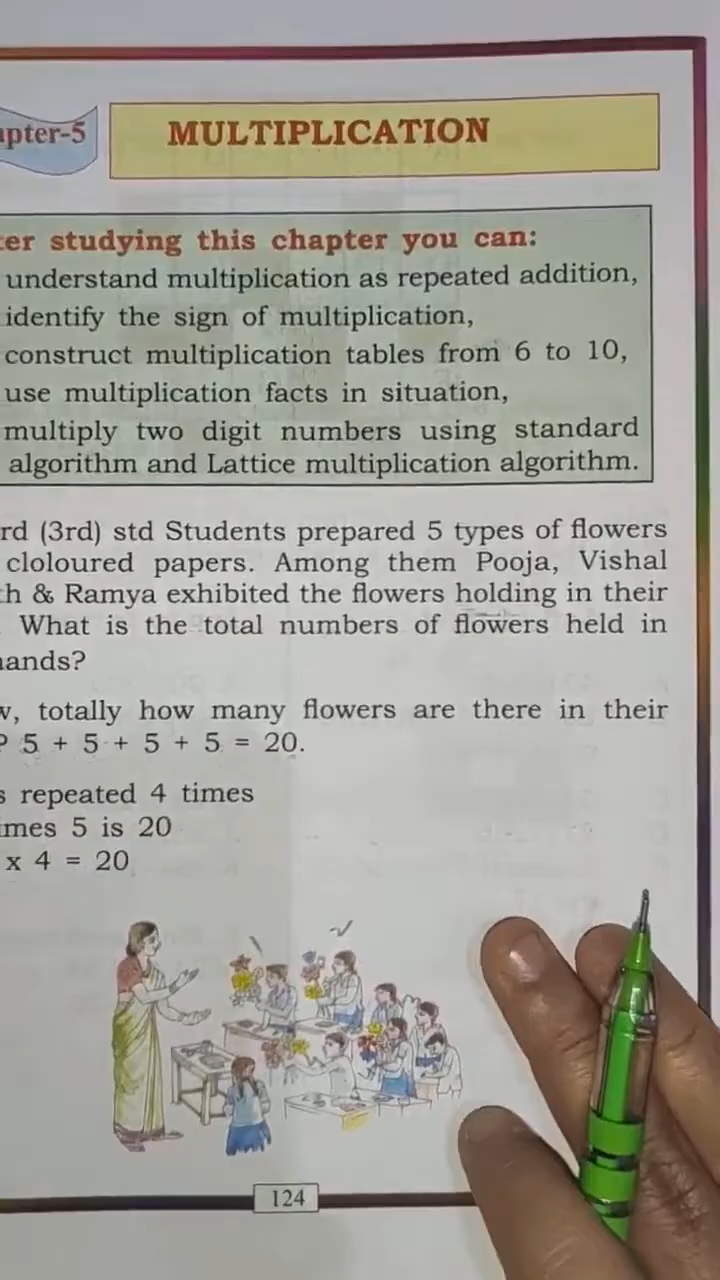 apter-5
MULTIPLICATION
ter studying this chapter you can:
understand multiplication as repeated addition,
identify the sign of multiplication,
construct multiplication tables from 6 to 10,
use multiplication facts in situation,
multiply two digit numbers using standard
algorithm and Lattice multiplication algorithm.
rd (3rd) std Students prepared 5 types of flowers
cloloured papers. Among them Pooja, Vishal
th & Ramya exhibited the flowers holding in their
. What is the total numbers of flowers held in
ands?
w, totally how many flowers are there in their
? 5 + 5 + 5 + 5 = 20.
s repeated 4 times
imes 5 is 20
x 4 = 20
124